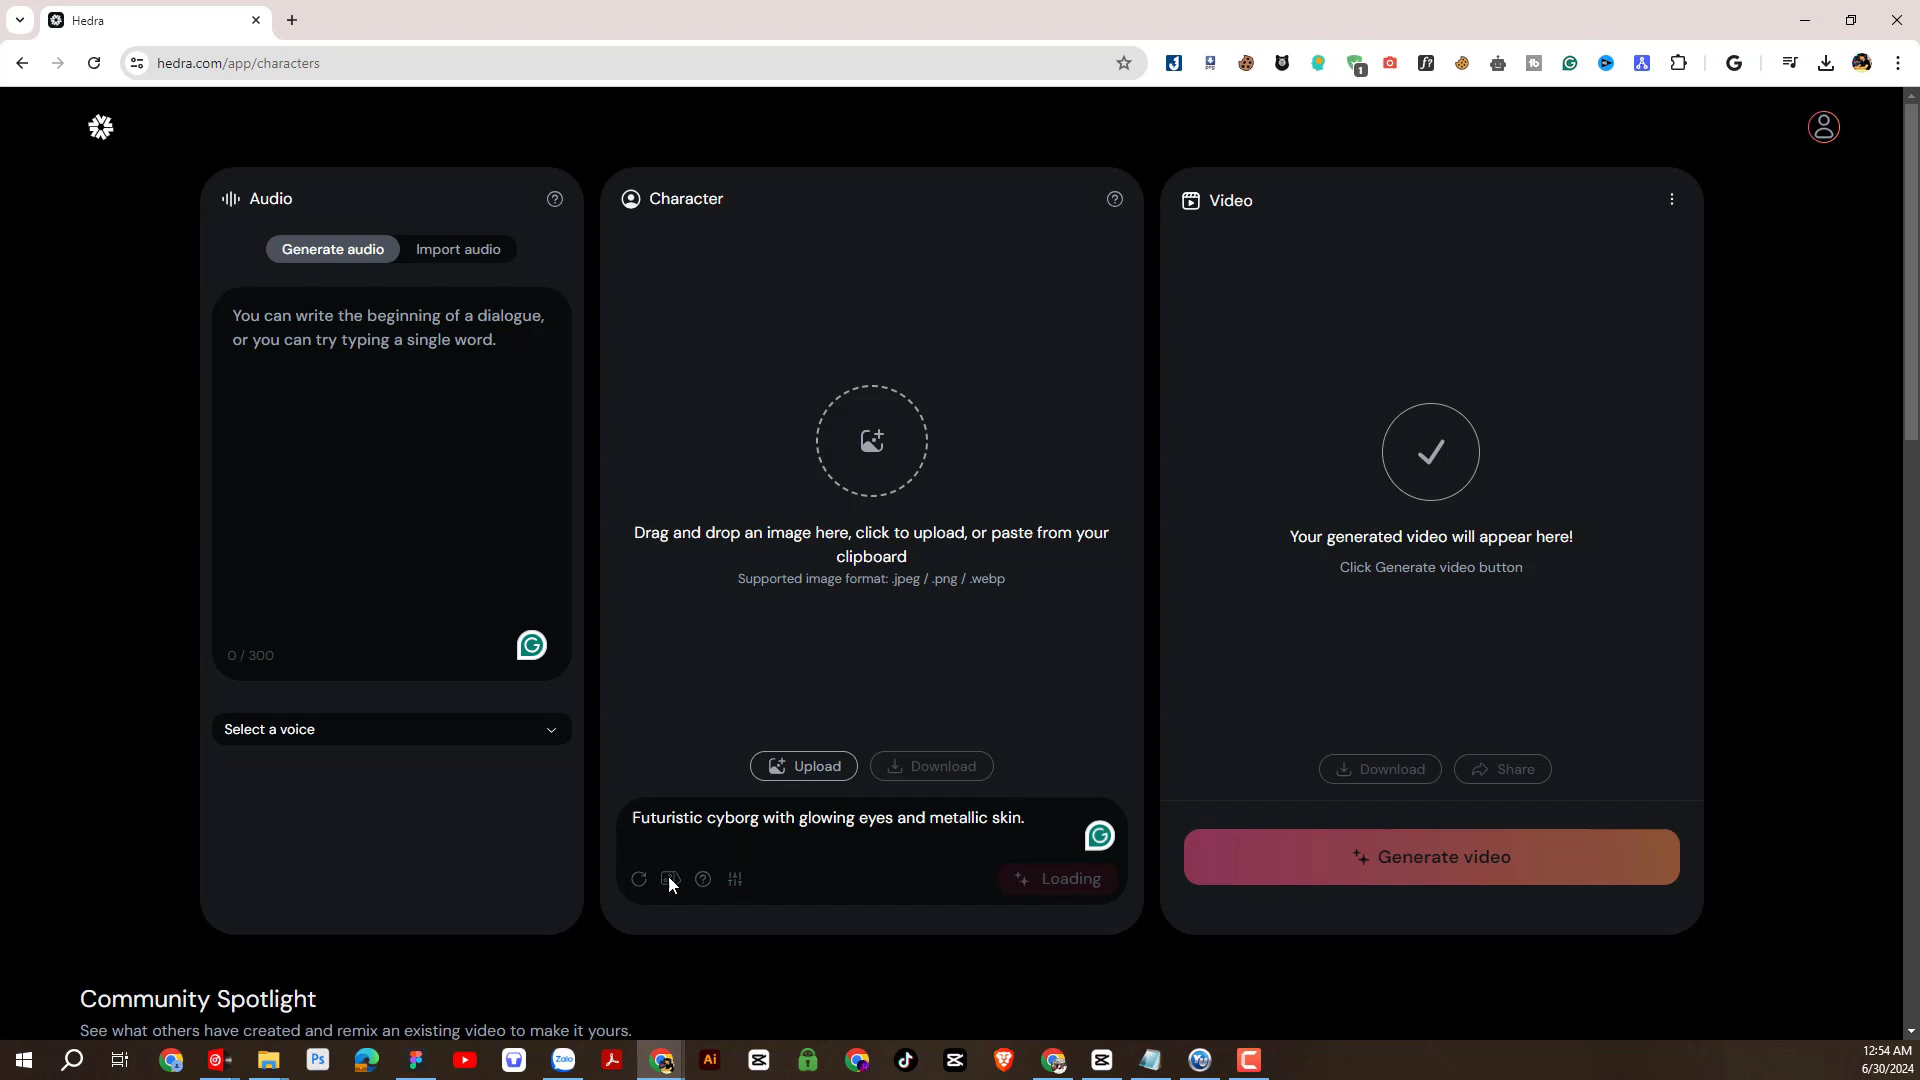 Hedra
hedra.com/app/characters
1
Audio
Generate audio
Import audio
You can write the beginning of a dialogue,
or you can try typing a single word.
0 / 300
Select a voice
Character
Drag and drop an image here, click to upload, or paste from your
clipboard
Supported image format: .jpeg / .png / .webp
Upload
Download
Futuristic cyborg with glowing eyes and metallic skin.
Loading
Video
Your generated video will appear here!
Click Generate video button
Download
Share
Generate video
Community Spotlight
See what others have created and remix an existing video to make it yours.
Ps
Zalo
Ai
12:54 AM
6/30/2024